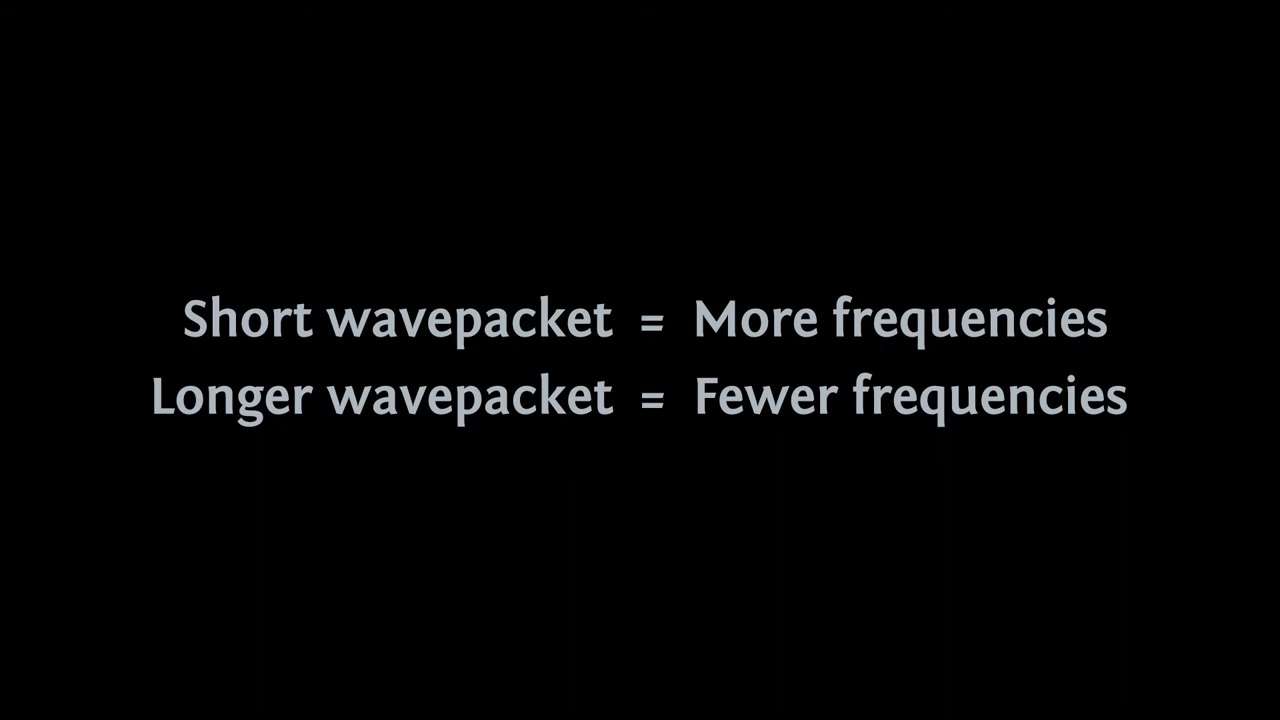 Short wavepacket = More frequencies
Longer wavepacket = Fewer frequencies